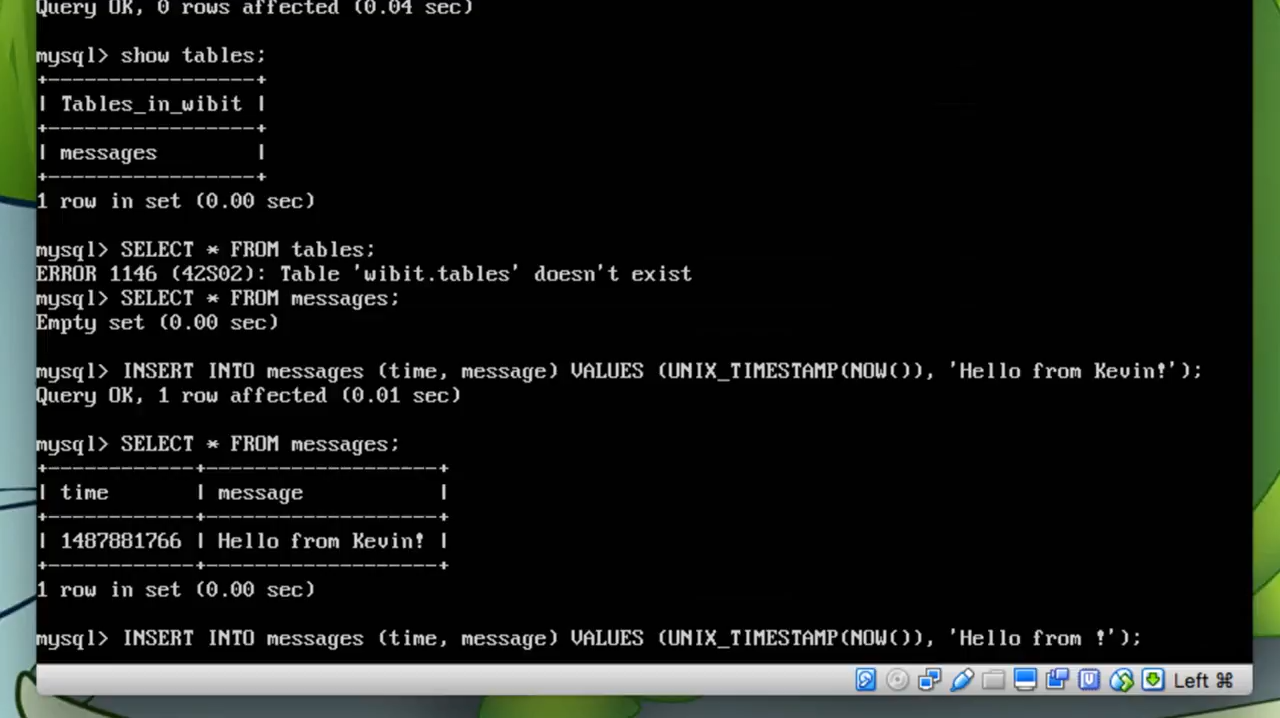 Query OK, 0 rows affected (0.04 sec)
mysql> show tables;
+----------------+
| Tables_in_wibit |
+----------------+
| messages |
+----------------+
1 row in set (0.00 sec)
mysql> SELECT * FROM tables;
ERROR 1146 (42S02): Table 'wibit.tables' doesn't exist
mysql> SELECT * FROM messages;
Empty set (0.00 sec)
mysql> INSERT INTO messages (time, message) VALUES (UNIX_TIMESTAMP(NOW()), 'Hello from Kevin!');
Query OK, 1 row affected (0.01 sec)
mysql> SELECT * FROM messages;
+------------+-------------------+
| time | message |
+------------+-------------------+
| 1487881766 | Hello from Kevin! |
+------------+-------------------+
1 row in set (0.00 sec)
mysql> INSERT INTO messages (time, message) VALUES (UNIX_TIMESTAMP(NOW()), 'Hello from !');
Left ⌘